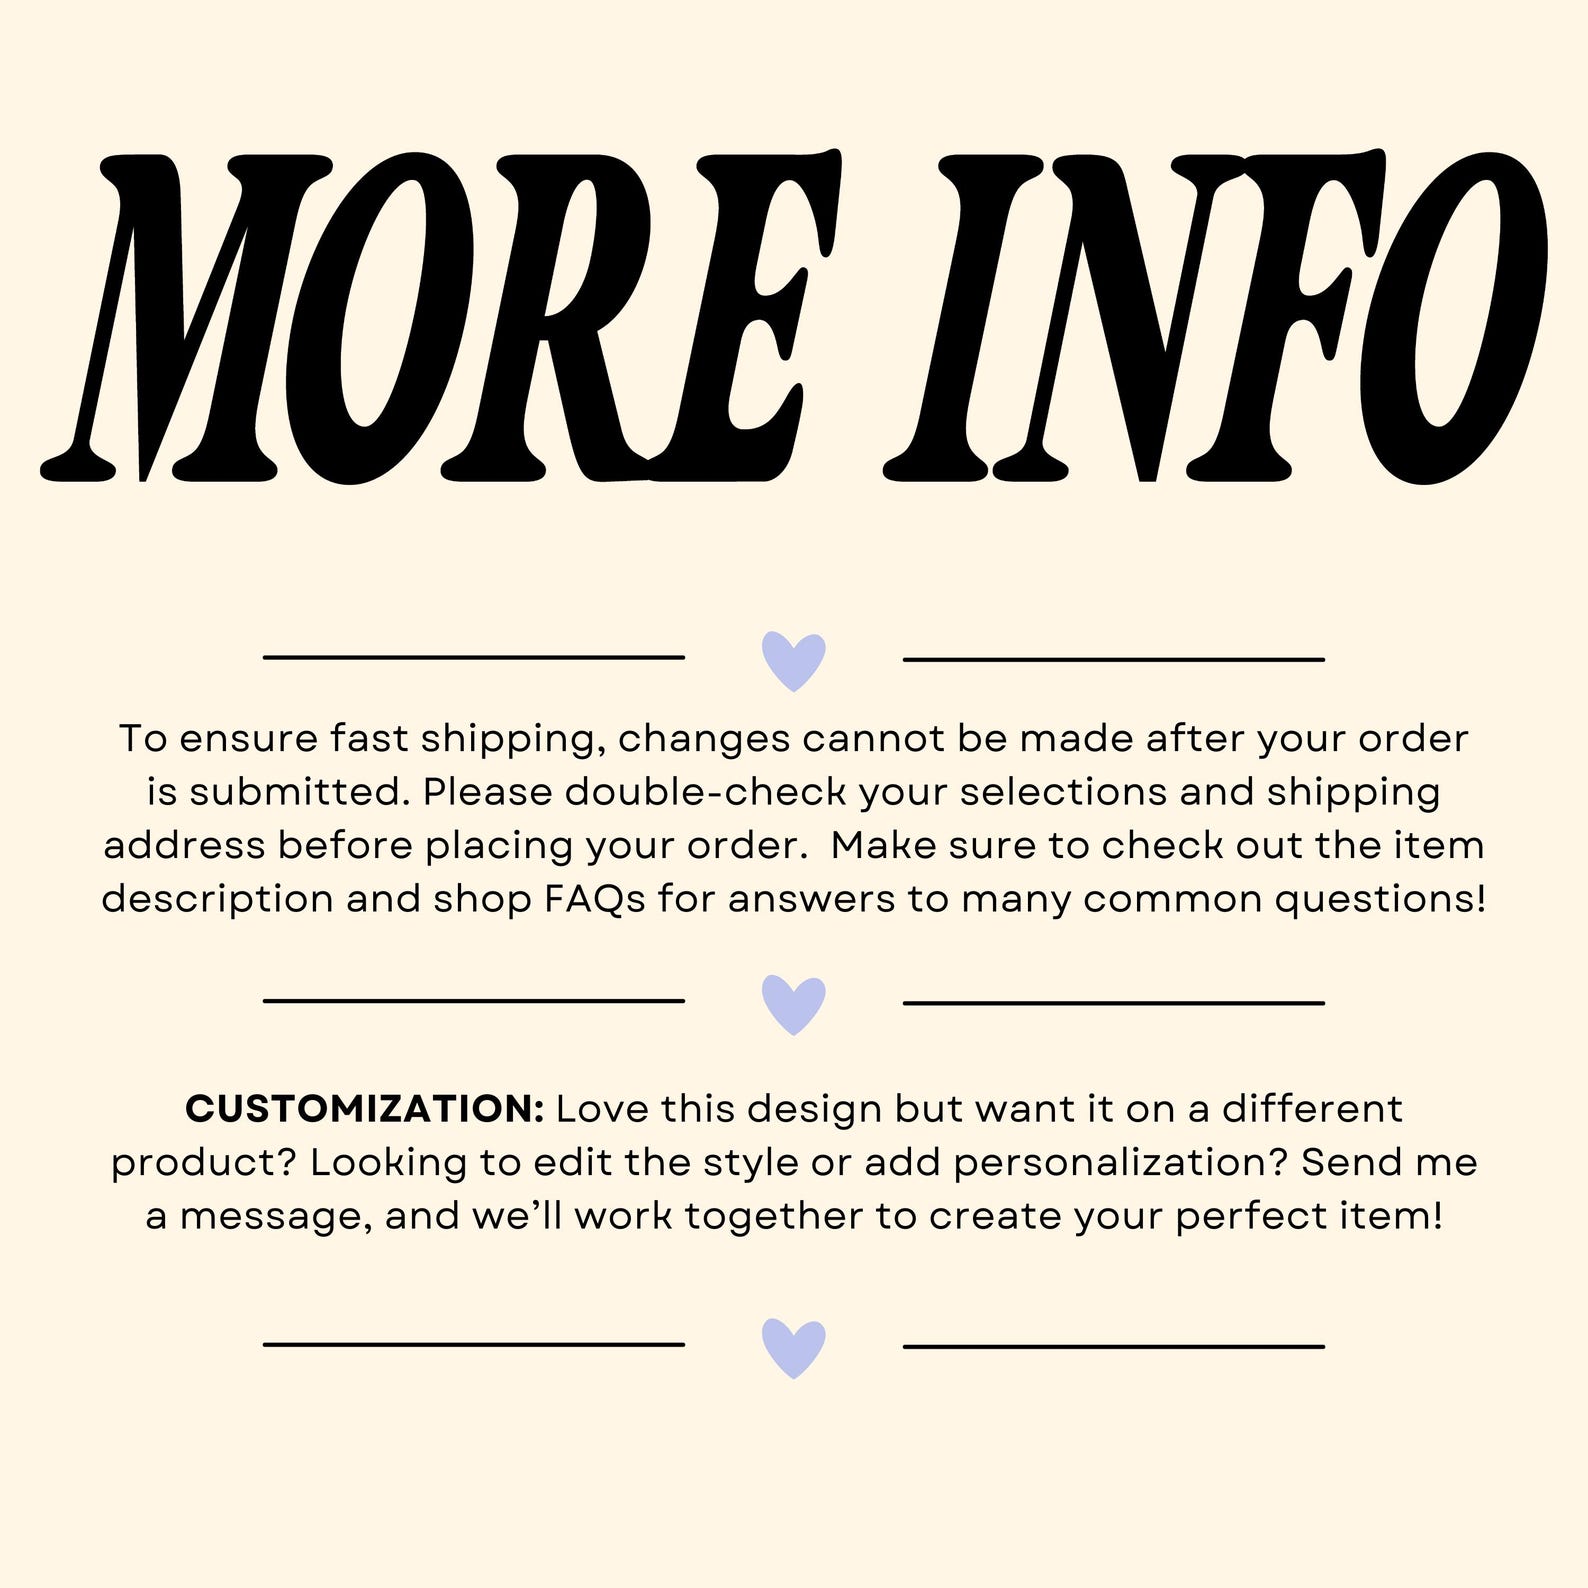 MORE INFO
To ensure fast shipping, changes cannot be made after your order
is submitted. Please double-check your selections and shipping
address before placing your order.  Make sure to check out the item
description and shop FAQs for answers to many common questions!
CUSTOMIZATION: Love this design but want it on a different
product? Looking to edit the style or add personalization? Send me
a message, and we’ll work together to create your perfect item!